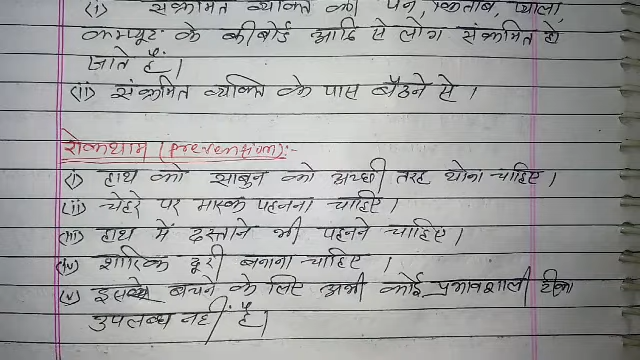 (i) संक्रमित व्यक्ति की पेन, किताब, प्याला,
कम्प्यूटर के कीबोर्ड आदि से लोग संक्रमित हो
जाते हैं।
(ii) संक्रमित व्यक्ति के पास बैठने से।
रोकथाम (prevension):-
(i) हाथ को साबुन को अच्छी तरह धोना चाहिए।
(ii) चेहरे पर मास्क पहनना चाहिए।
(iii) हाथ में दस्ताने भी पहनने चाहिए।
(iv) शारिक दूरी बनाना चाहिए।
(v) इससे बचने के लिए अभी कोई प्रभावशाली टीका
उपलब्ध नहीं है।